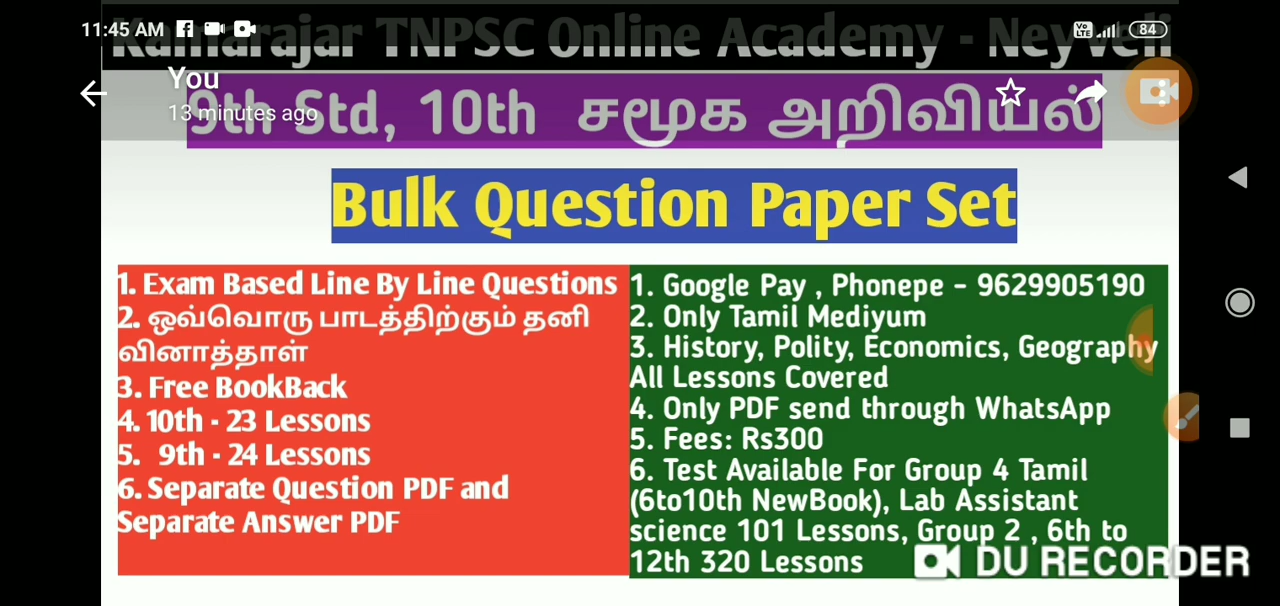 11:45 AM
Vo LTE
84
Kamarajar TNPSC Online Academy - Neyveli
You
13 minutes ago
9th Std, 10th சமூக அறிவியல்
Bulk Question Paper Set
1. Exam Based Line By Line Questions
2. ஒவ்வொரு பாடத்திற்கும் தனி
வினாத்தாள்
3. Free BookBack
4. 10th - 23 Lessons
5. 9th - 24 Lessons
6. Separate Question PDF and
Separate Answer PDF
1. Google Pay , Phonepe - 9629905190
2. Only Tamil Mediyum
3. History, Polity, Economics, Geography
All Lessons Covered
4. Only PDF send through WhatsApp
5. Fees: Rs300
6. Test Available For Group 4 Tamil
(6to10th NewBook), Lab Assistant
science 101 Lessons, Group 2 , 6th to
12th 320 Lessons
DU RECORDER